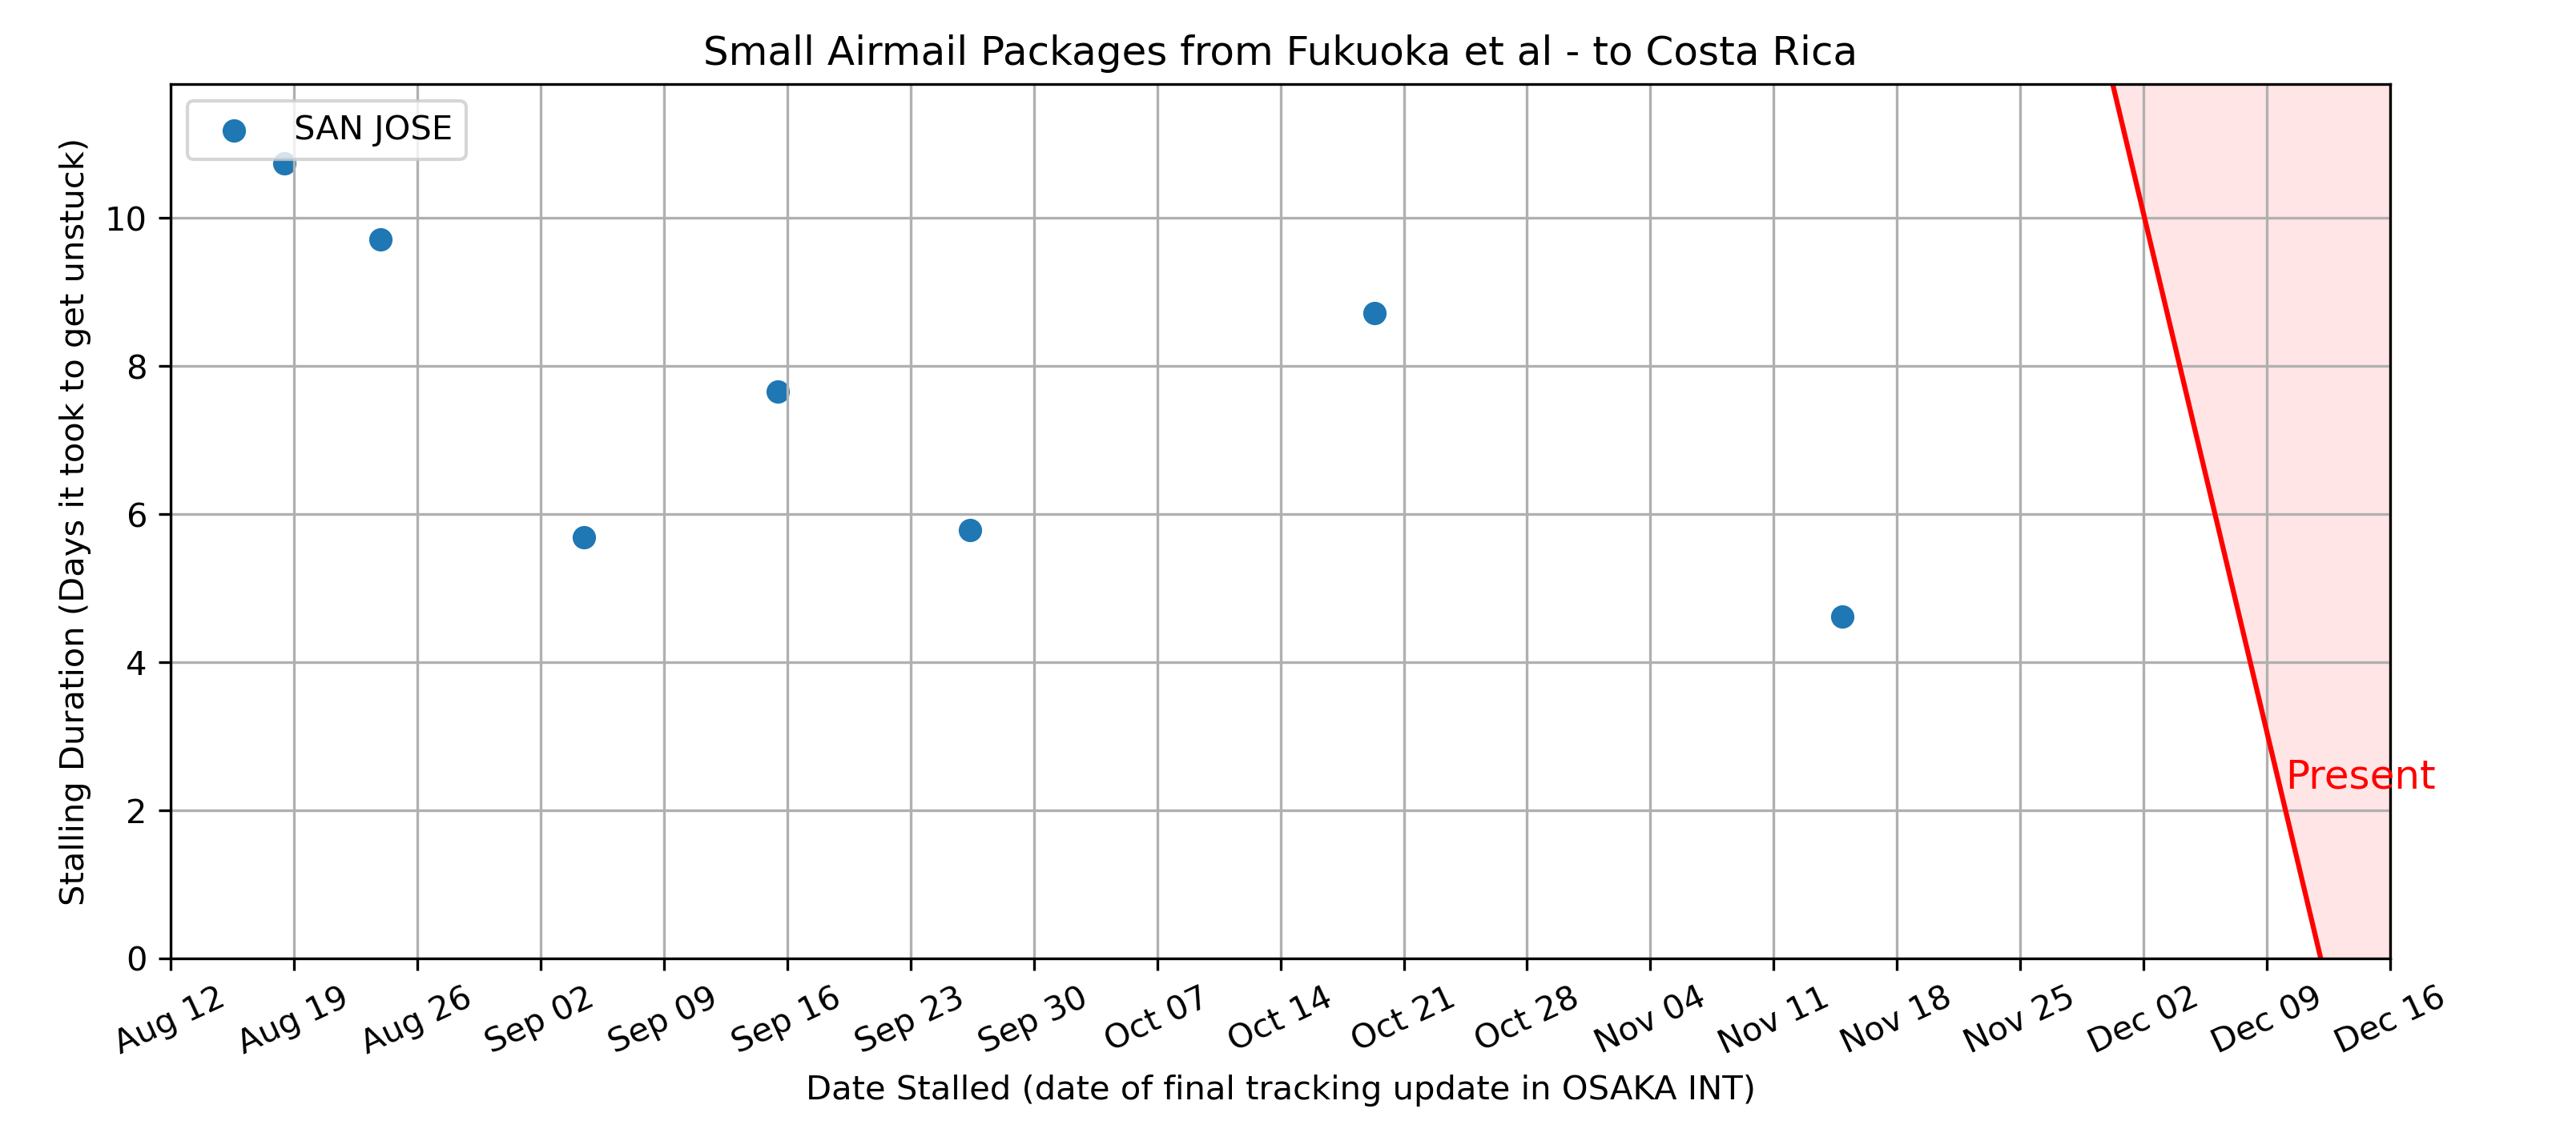 Small Airmail Packages from Fukuoka et al - to Costa Rica
SAN JOSE
Stalling Duration (Days it took to get unstuck)
10
8
6
4
2
0
Present
Aug 12
Aug 19
Aug 26
Sep 02
Sep 09
Sep 16
Sep 23
Sep 30
Oct 07
Oct 14
Oct 21
Oct 28
Nov 04
Nov 11
Nov 18
Nov 25
Dec 02
Dec 09
Dec 16
Date Stalled (date of final tracking update in OSAKA INT)